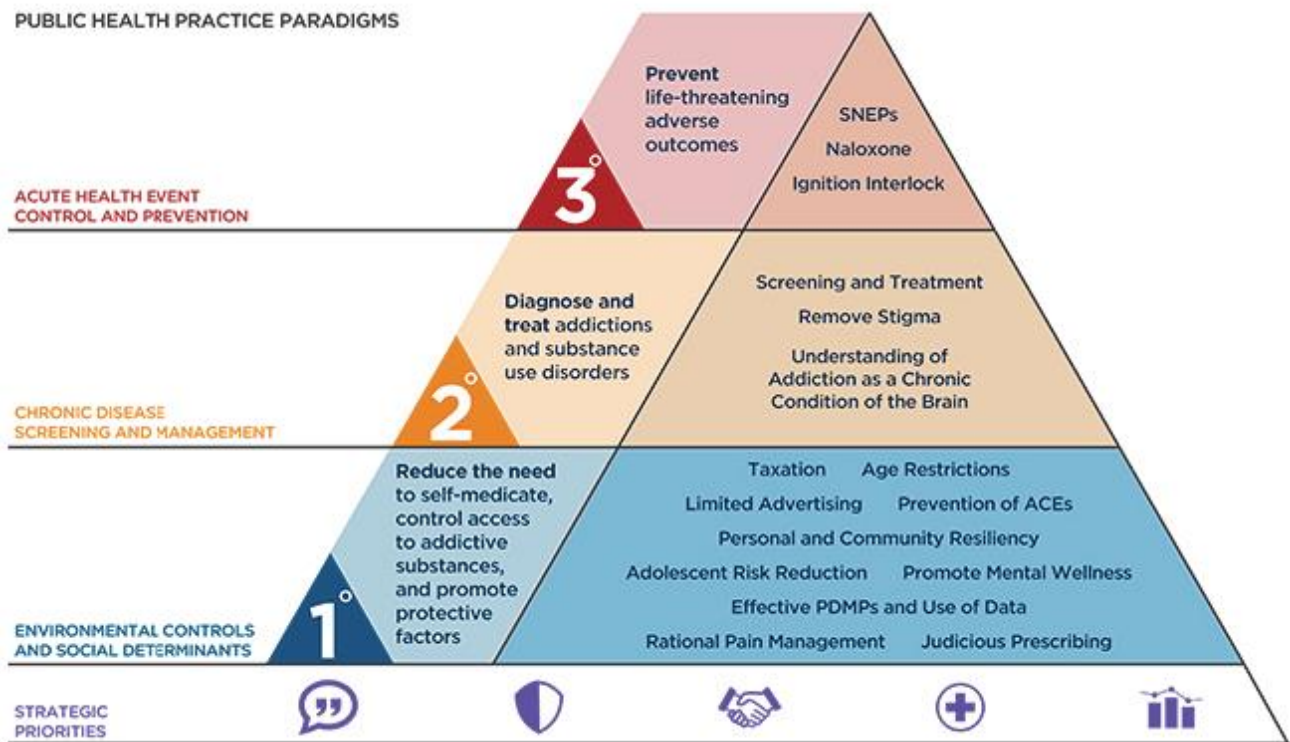 PUBLIC HEALTH PRACTICE PARADIGMS
Prevent
life-threatening
adverse
outcomes
SNEPs
Naloxone
Ignition Interlock
3°
ACUTE HEALTH EVENT
CONTROL AND PREVENTION
Diagnose and
treat addictions
and substance
use disorders
Screening and Treatment
Remove Stigma
Understanding of
Addiction as a Chronic
Condition of the Brain
2°
CHRONIC DISEASE
SCREENING AND MANAGEMENT
Reduce the need
to self-medicate,
control access
to addictive
substances,
and promote
protective
factors
Taxation Age Restrictions
Limited Advertising Prevention of ACEs
Personal and Community Resiliency
Adolescent Risk Reduction Promote Mental Wellness
Effective PDMPs and Use of Data
Rational Pain Management Judicious Prescribing
1°
ENVIRONMENTAL CONTROLS
AND SOCIAL DETERMINANTS
STRATEGIC
PRIORITIES